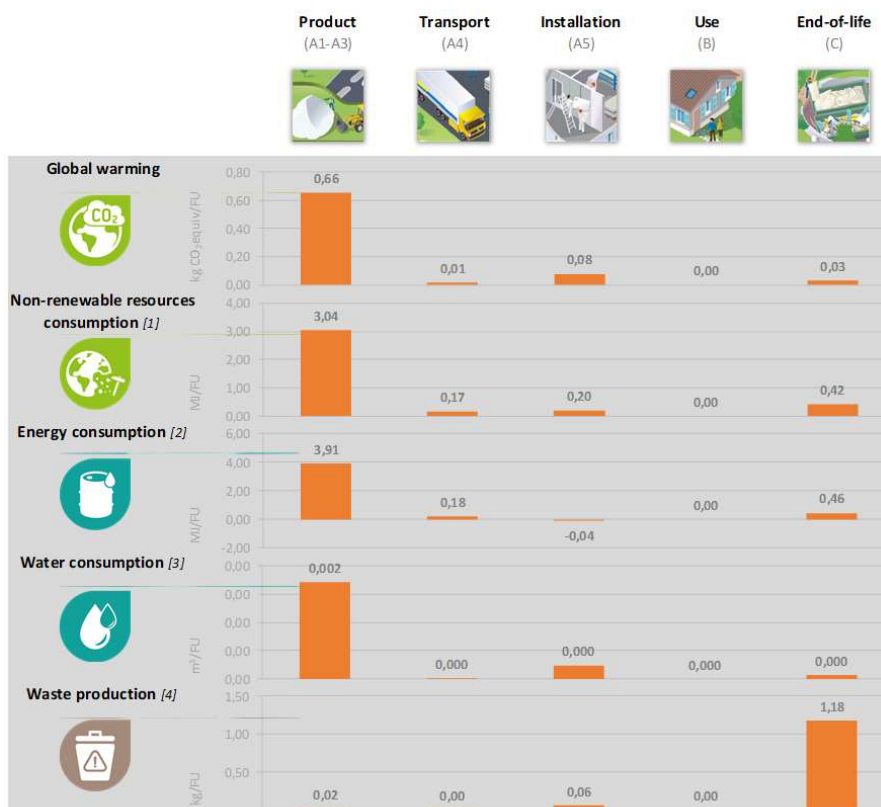 Product Transport Installation Use End-of-life
(A1-A3) (A4) (A5) (B) (C)
Global warming
CO₂
kg CO₂equiv/FU
0,80
0,60
0,40
0,20
0,00
0,66 0,01 0,08 0,00 0,03
Non-renewable resources
consumption [1]
MJ/FU
4,00
3,00
2,00
1,00
0,00
3,04 0,17 0,20 0,00 0,42
Energy consumption [2]
MJ/FU
6,00
4,00
2,00
0,00
-2,00
3,91 0,18 -0,04 0,00 0,46
Water consumption [3]
m³/FU
0,00
0,00
0,00
0,00
0,00
0,002 0,000 0,000 0,000 0,000
Waste production [4]
kg/FU
1,50
1,00
0,50
0,02 0,00 0,06 0,00 1,18